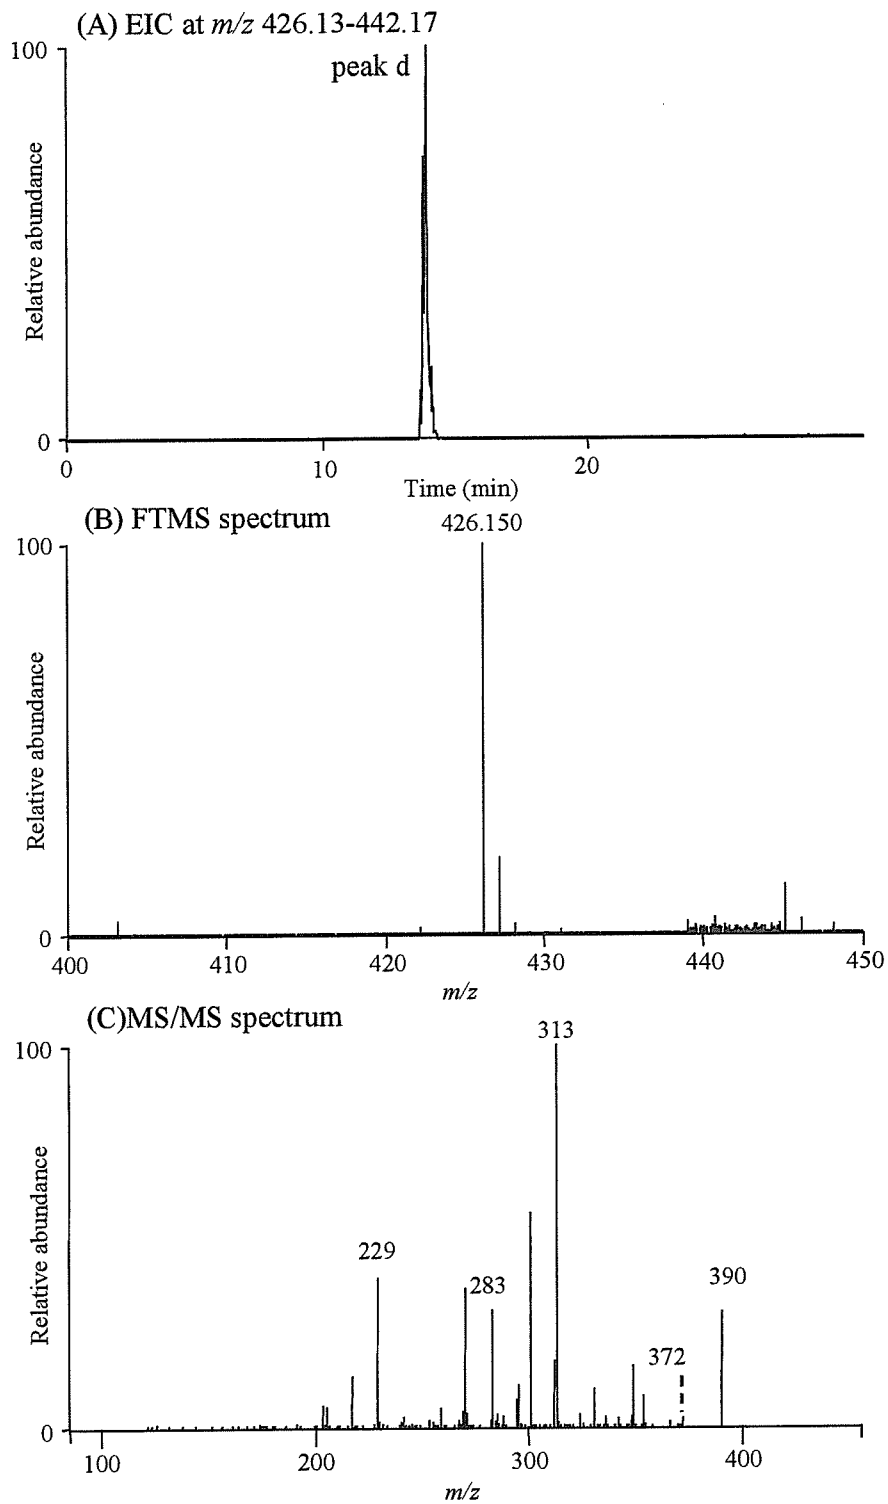 (A) EIC at m/z 426.13-442.17
100
peak d
Relative abundance
0
0
10
20
Time (min)
(B) FTMS spectrum
426.150
100
Relative abundance
0
400
410
420
430
440
450
m/z
(C)MS/MS spectrum
313
100
229
283
390
372
Relative abundance
0
100
200
300
400
m/z